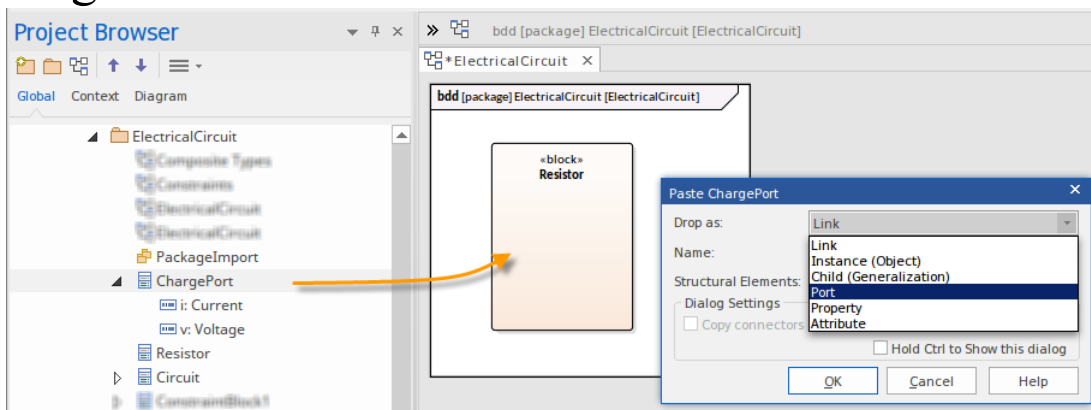 Project Browser
Global Context Diagram
ElectricalCircuit
PackageImport
ChargePort
i: Current
v: Voltage
Resistor
Circuit
bdd [package] ElectricalCircuit [ElectricalCircuit]
*ElectricalCircuit
bdd [package] ElectricalCircuit [ElectricalCircuit]
«block»
Resistor
Paste ChargePort
Drop as: Link
Link
Instance (Object)
Child (Generalization)
Port
Property
Attribute
Name:
Structural Elements:
Dialog Settings
Copy connectors
Hold Ctrl to Show this dialog
OK Cancel Help